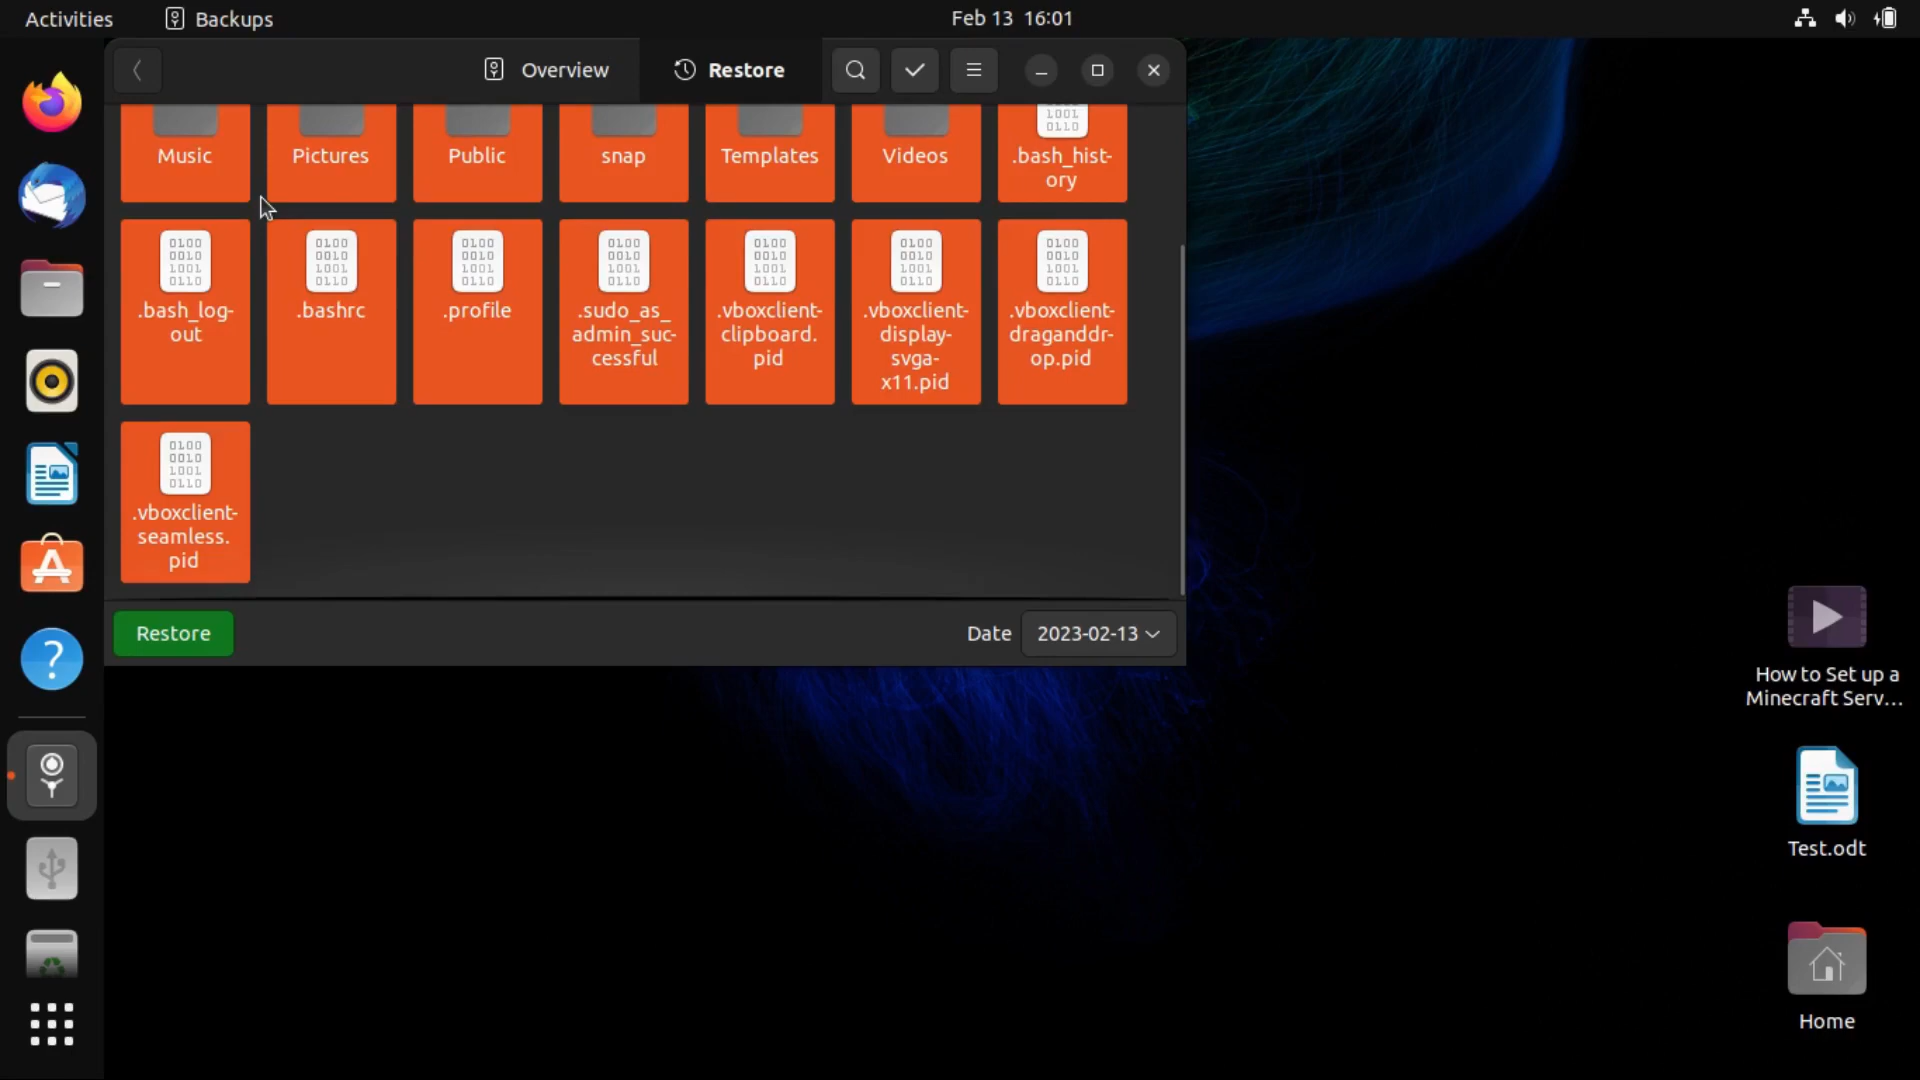 Activities Backups Feb 13 16:01
Overview Restore
Music Pictures Public snap Templates Videos .bash_hist-
ory
.bash_log-
out
.bashrc
.profile
.sudo_as_
admin_suc-
cessful
.vboxclient-
clipboard.
pid
.vboxclient-
display-
svga-
x11.pid
.vboxclient-
draganddr-
op.pid
.vboxclient-
seamless.
pid
Restore Date 2023-02-13
How to Set up a
Minecraft Serv...
Test.odt
Home